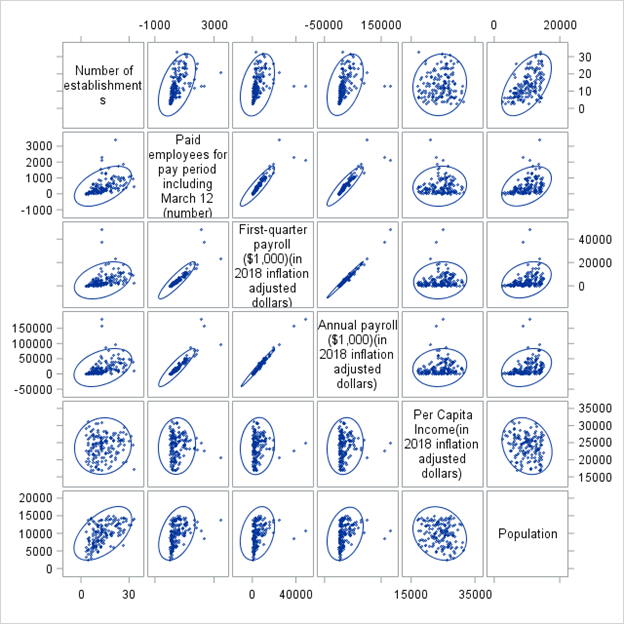 -1000 3000 -50000 150000 0 20000
Number of
establishment
s
30
20
10
0
3000
2000
1000
0
-1000
Paid
employees for
pay period
including
March 12
(number)
First-quarter
payroll
($1,000)(in
2018 inflation
adjusted
dollars)
40000
20000
0
150000
100000
50000
0
-50000
Annual payroll
($1,000)(in
2018 inflation
adjusted
dollars)
Per Capita
Income(in
2018 inflation
adjusted
dollars)
35000
30000
25000
20000
15000
20000
15000
10000
5000
0
Population
0 30 0 40000 15000 35000